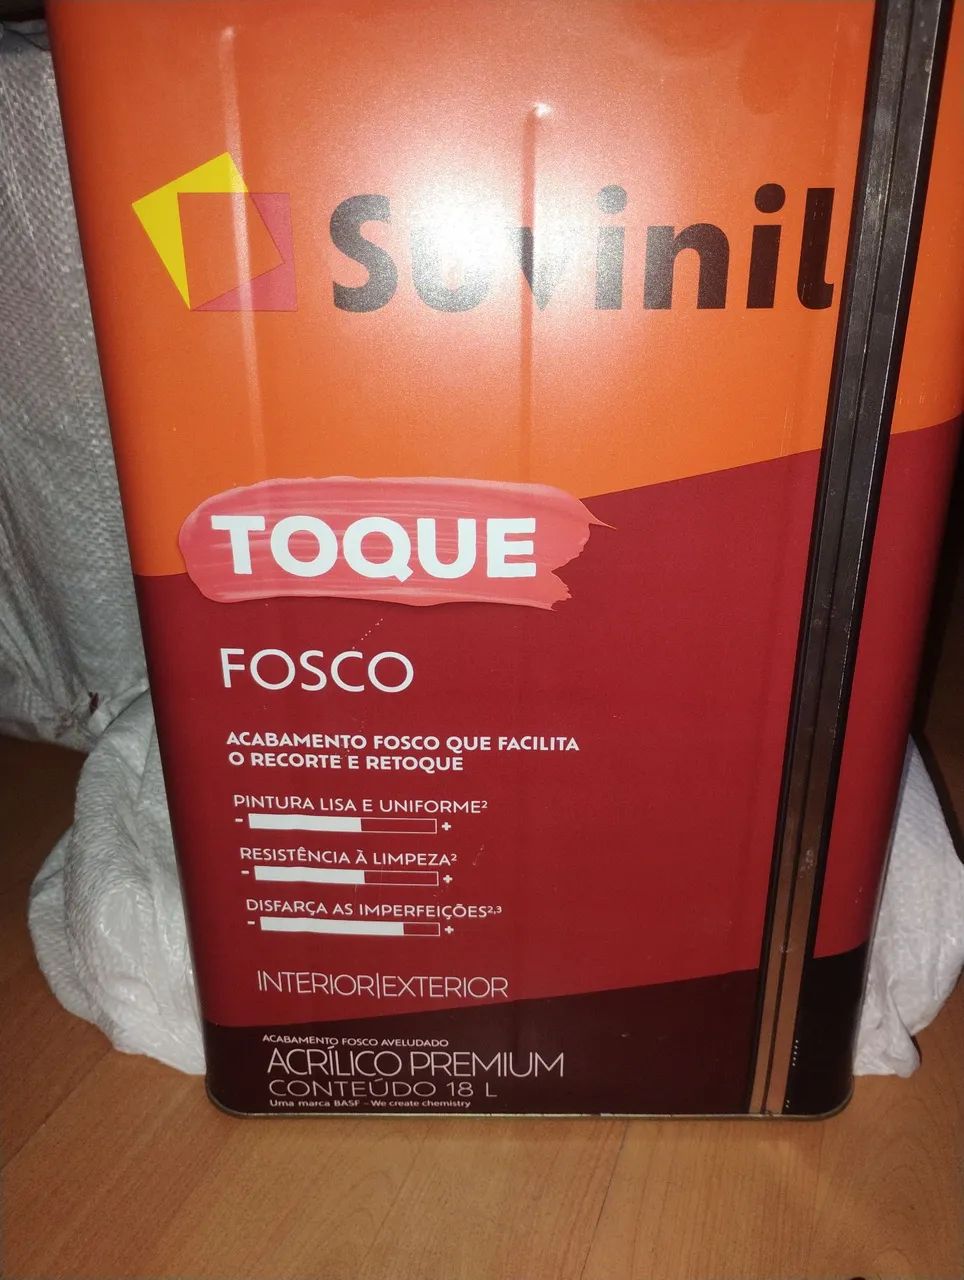 Suvinil
TOQUE
FOSCO
ACABAMENTO FOSCO QUE FACILITA
O RECORTE E RETOQUE
PINTURA LISA E UNIFORME²
- +
RESISTÊNCIA À LIMPEZA²
- +
DISFARÇA AS IMPERFEIÇÕES²,³
- +
INTERIOR|EXTERIOR
ACABAMENTO FOSCO AVELUDADO
ACRÍLICO PREMIUM
CONTEÚDO 18 L
Uma marca BASF - We create chemistry